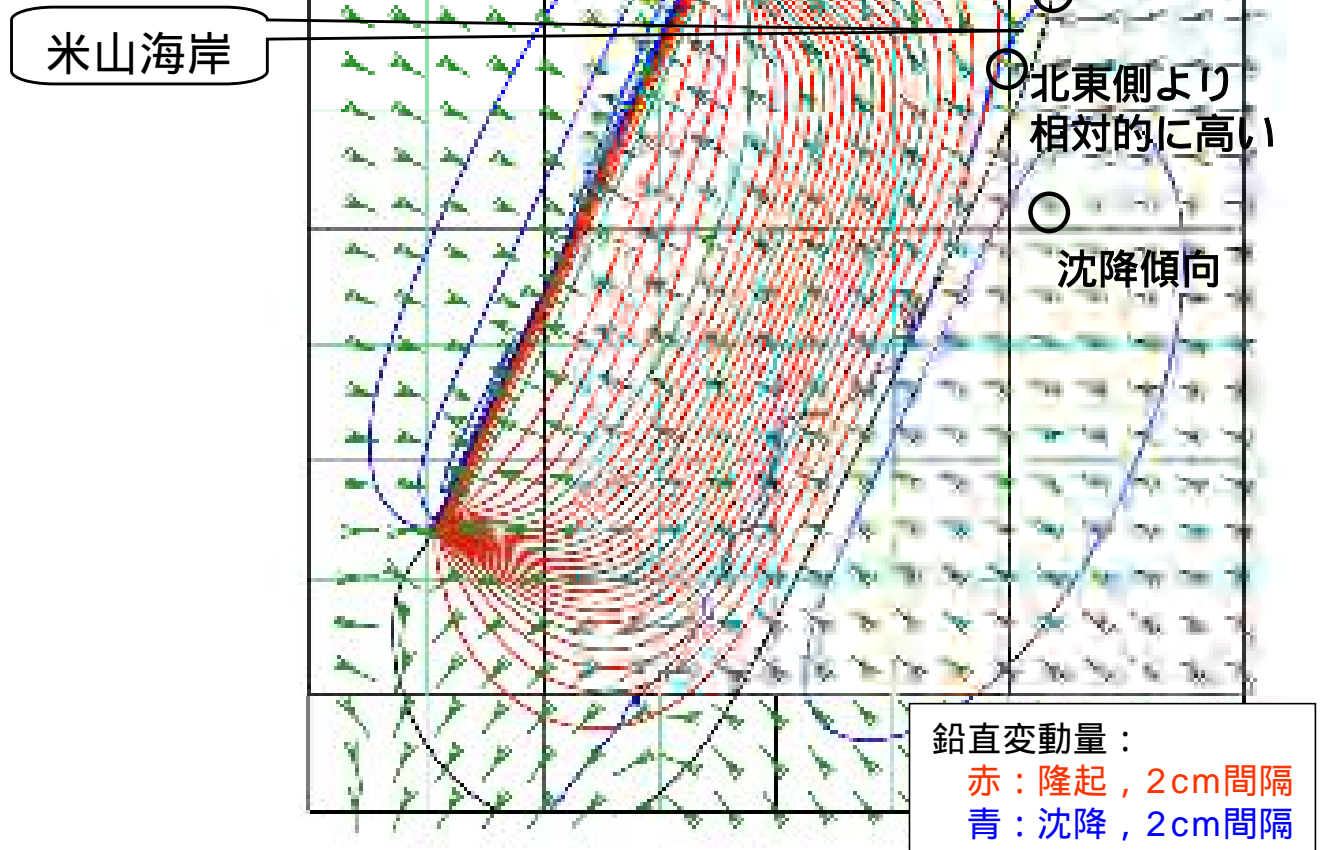 米山海岸
北東側より
相対的に高い
沈降傾向
鉛直変動量：
赤：隆起，2cm間隔
青：沈降，2cm間隔